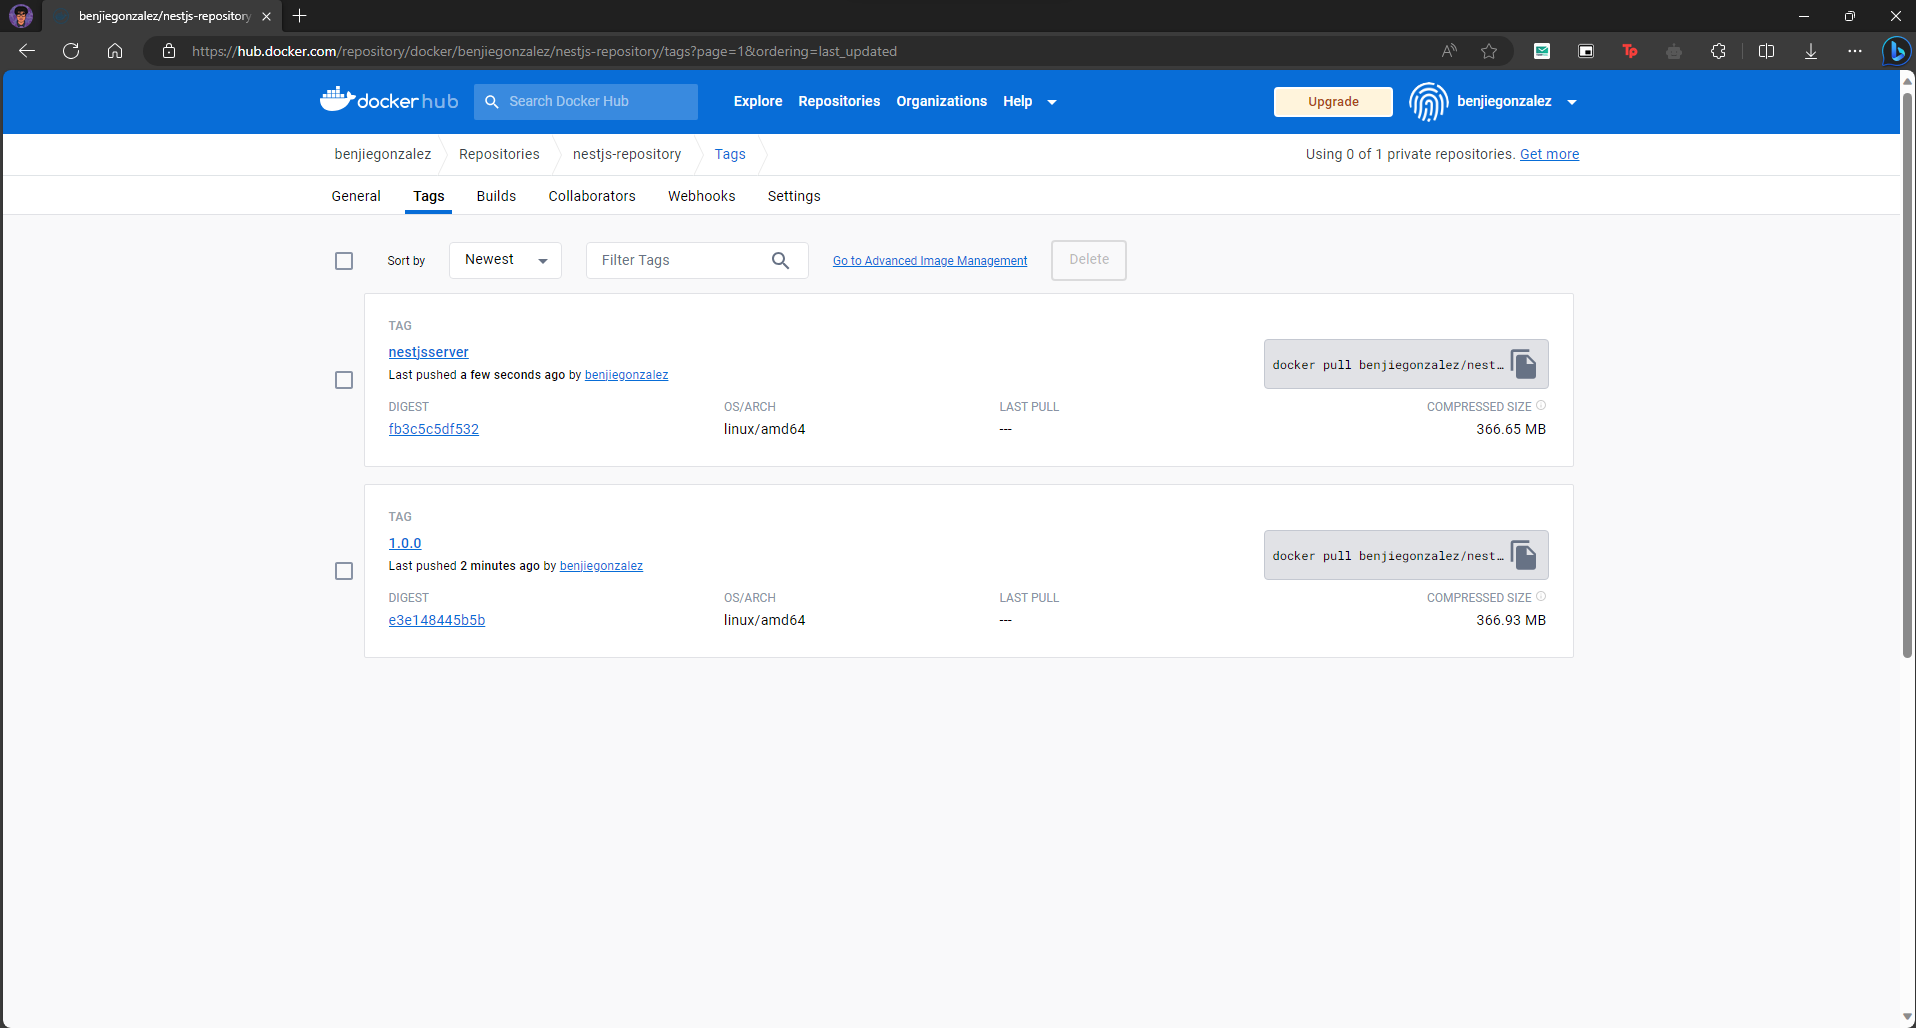 benjiegonzalez/nestjs-repository
https://hub.docker.com/repository/docker/benjiegonzalez/nestjs-repository/tags?page=1&ordering=last_updated
docker hub
Search Docker Hub
Explore Repositories Organizations Help
Upgrade
benjiegonzalez
benjiegonzalez Repositories nestjs-repository Tags
Using 0 of 1 private repositories. Get more
General Tags Builds Collaborators Webhooks Settings
Sort by Newest Filter Tags Go to Advanced Image Management Delete
TAG
nestjsserver
Last pushed a few seconds ago by benjiegonzalez
docker pull benjiegonzalez/nest…
DIGEST OS/ARCH LAST PULL COMPRESSED SIZE
fb3c5c5df532 linux/amd64 --- 366.65 MB
TAG
1.0.0
Last pushed 2 minutes ago by benjiegonzalez
docker pull benjiegonzalez/nest…
DIGEST OS/ARCH LAST PULL COMPRESSED SIZE
e3e148445b5b linux/amd64 --- 366.93 MB